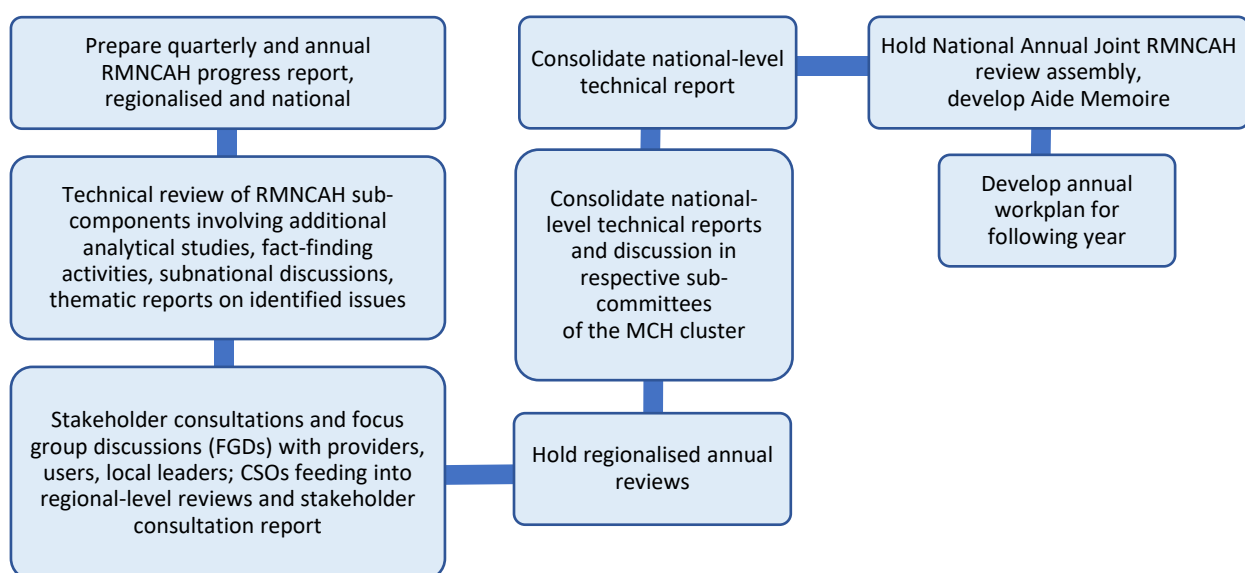 Prepare quarterly and annual
RMNCAH progress report,
regionalised and national
Technical review of RMNCAH sub-
components involving additional
analytical studies, fact-finding
activities, subnational discussions,
thematic reports on identified issues
Stakeholder consultations and focus
group discussions (FGDs) with providers,
users, local leaders; CSOs feeding into
regional-level reviews and stakeholder
consultation report
Hold regionalised annual
reviews
Consolidate national-
level technical reports
and discussion in
respective sub-
committees
of the MCH cluster
Consolidate national-level
technical report
Hold National Annual Joint RMNCAH
review assembly,
develop Aide Memoire
Develop annual
workplan for
following year